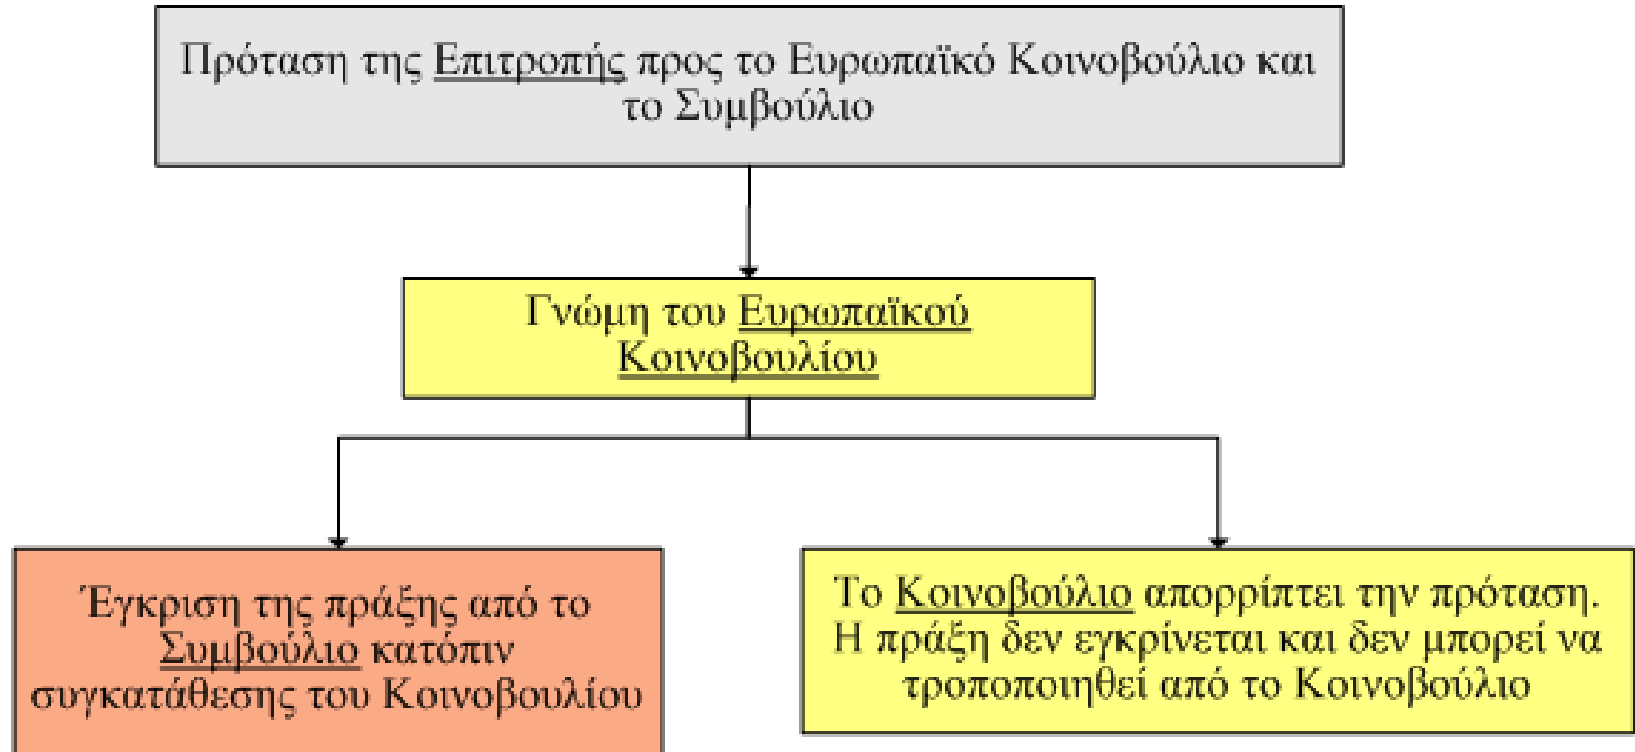 Πρόταση της Επιτροπής προς το Ευρωπαϊκό Κοινοβούλιο και
το Συμβούλιο
Γνώμη του Ευρωπαϊκού
Κοινοβουλίου
Έγκριση της πράξης από το
Συμβούλιο κατόπιν
συγκατάθεσης του Κοινοβουλίου
Το Κοινοβούλιο απορρίπτει την πρόταση.
Η πράξη δεν εγκρίνεται και δεν μπορεί να
τροποποιηθεί από το Κοινοβούλιο